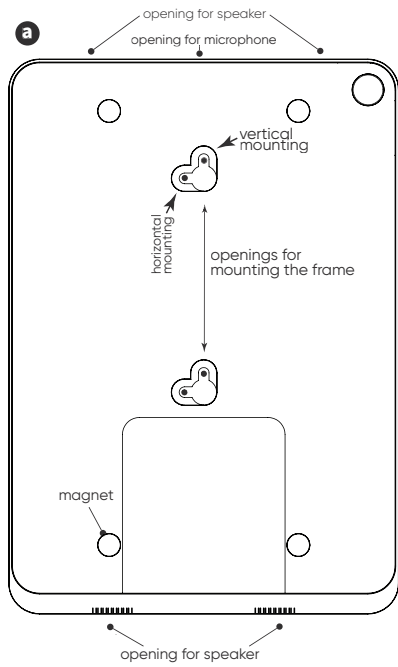 opening for speaker
a
opening for microphone
vertical
mounting
horizontal
mounting
openings for
mounting the frame
magnet
opening for speaker